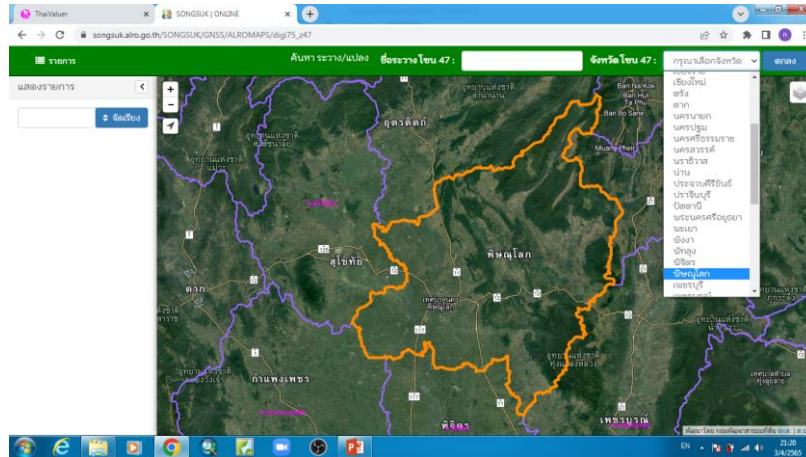 ThaiValuer
SONGSUK | ONLINE
songsuk.alro.go.th/SONGSUK/GNSS/ALROMAPS/digi75_z47
รายการ
ค้นหา ระวาง/แปลง
ชื่อระวาง โซน 47 :
จังหวัด โซน 47 :
กรุณาเลือกจังหวัด
ตกลง
แสดงรายการ
จัดเรียง
เชียงใหม่
ตรัง
ตาก
นครนายก
นครปฐม
นครศรีธรรมราช
นครสวรรค์
นราธิวาส
น่าน
ประจวบคีรีขันธ์
ปราจีนบุรี
ปัตตานี
พระนครศรีอยุธยา
พะเยา
พังงา
พัทลุง
พิจิตร
พิษณุโลก
เพชรบุรี
เพชรบูรณ์
อุตรดิตถ์
Ban Na Kok
Ban Hut
Ta Phu
Ban Bo Sane
สุโขทัย
พิษณุโลก
ตาก
กำแพงเพชร
พิจิตร
เพชรบูรณ์
EN
21:20
3/4/2565